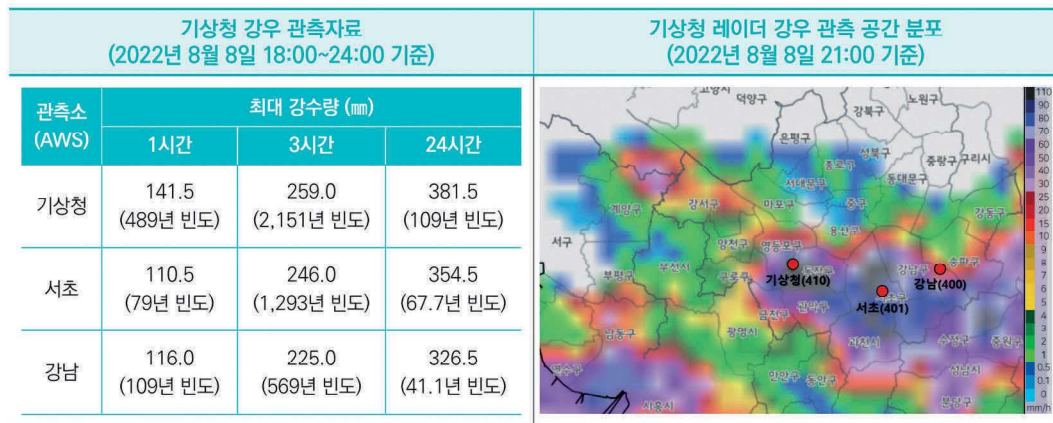 기상청 강우 관측자료
(2022년 8월 8일 18:00~24:00 기준)
기상청 레이더 강우 관측 공간 분포
(2022년 8월 8일 21:00 기준)
관측소
(AWS)
최대 강수량 (㎜)
1시간 3시간 24시간
기상청
141.5 259.0 381.5
(489년 빈도) (2,151년 빈도) (109년 빈도)
서초
110.5 246.0 354.5
(79년 빈도) (1,293년 빈도) (67.7년 빈도)
강남
116.0 225.0 326.5
(109년 빈도) (569년 빈도) (41.1년 빈도)
고양시
덕양구
노원구
강북구
은평구
성북구
종로구
중랑구
구리시
동대문구
서대문구
계양구
강서구
마포구
중구
강동구
용산구
서구
양천구
영등포구
부평구
부천시
구로구
강남구
송파구
기상청(410)
강남(400)
서초(401)
관악구
금천구
남동구
광명시
과천시
수정구
중원구
연수구
만안구
동안구
성남시
분당구
시흥시
110
90
80
70
60
50
40
30
25
20
15
10
9
8
7
6
5
4
3
2
1
0.5
0.1
0
mm/h